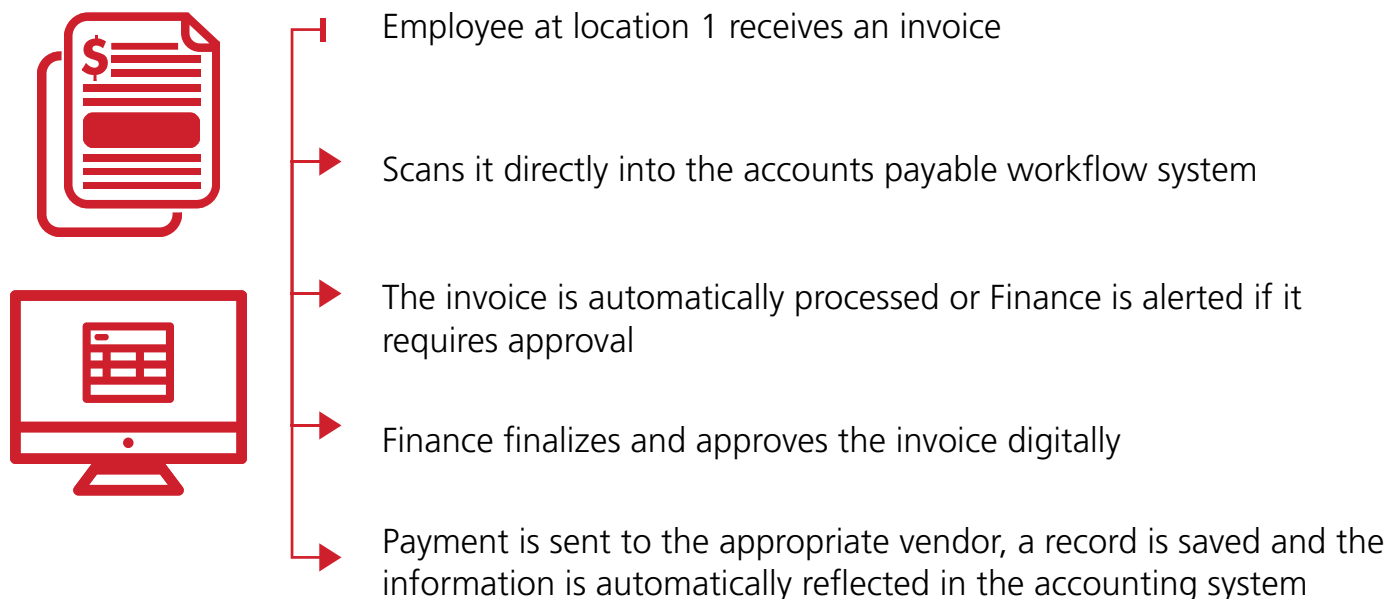 $
Employee at location 1 receives an invoice
Scans it directly into the accounts payable workflow system
The invoice is automatically processed or Finance is alerted if it
requires approval
Finance finalizes and approves the invoice digitally
Payment is sent to the appropriate vendor, a record is saved and the
information is automatically reflected in the accounting system